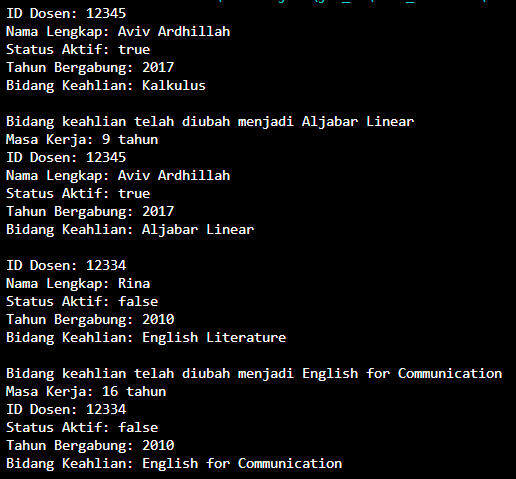 ID Dosen: 12345
Nama Lengkap: Aviv Ardhillah
Status Aktif: true
Tahun Bergabung: 2017
Bidang Keahlian: Kalkulus

Bidang keahlian telah diubah menjadi Aljabar Linear
Masa Kerja: 9 tahun
ID Dosen: 12345
Nama Lengkap: Aviv Ardhillah
Status Aktif: true
Tahun Bergabung: 2017
Bidang Keahlian: Aljabar Linear

ID Dosen: 12334
Nama Lengkap: Rina
Status Aktif: false
Tahun Bergabung: 2010
Bidang Keahlian: English Literature

Bidang keahlian telah diubah menjadi English for Communication
Masa Kerja: 16 tahun
ID Dosen: 12334
Status Aktif: false
Tahun Bergabung: 2010
Bidang Keahlian: English for Communication